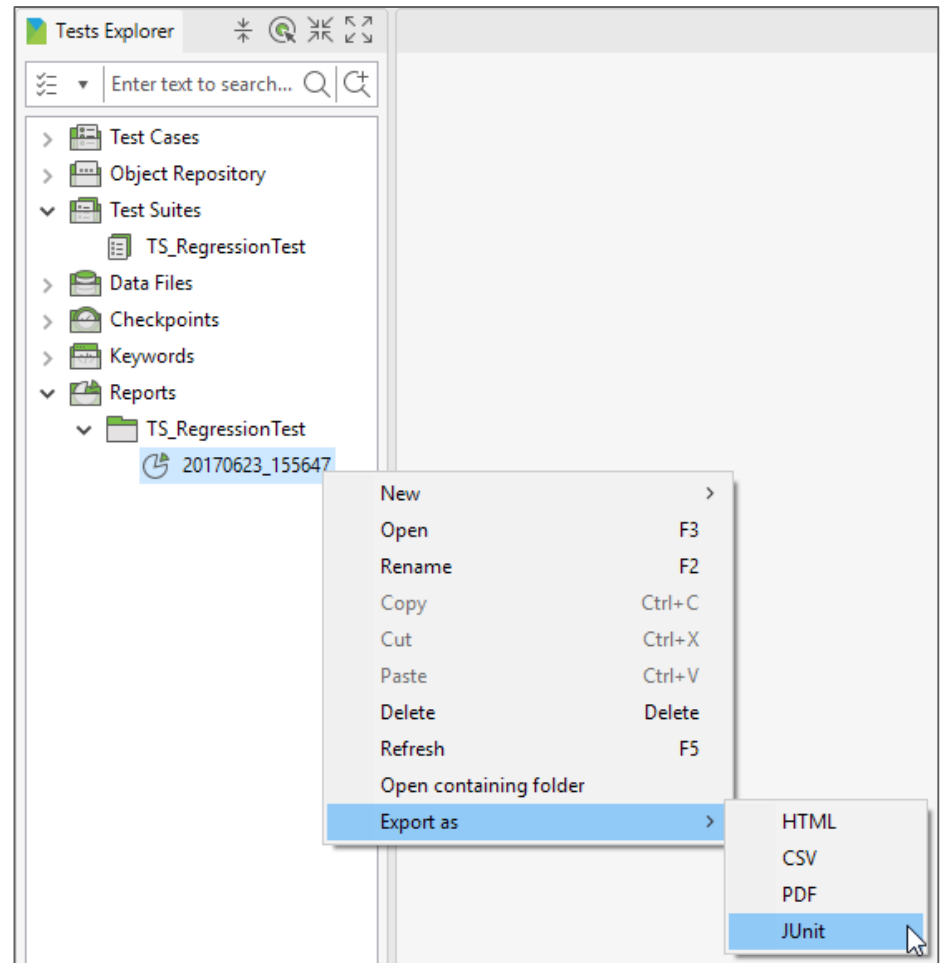 Tests Explorer
Enter text to search...
Test Cases
Object Repository
Test Suites
TS_RegressionTest
Data Files
Checkpoints
Keywords
Reports
TS_RegressionTest
20170623_155647
New
Open F3
Rename F2
Copy Ctrl+C
Cut Ctrl+X
Paste Ctrl+V
Delete Delete
Refresh F5
Open containing folder
Export as
HTML
CSV
PDF
JUnit